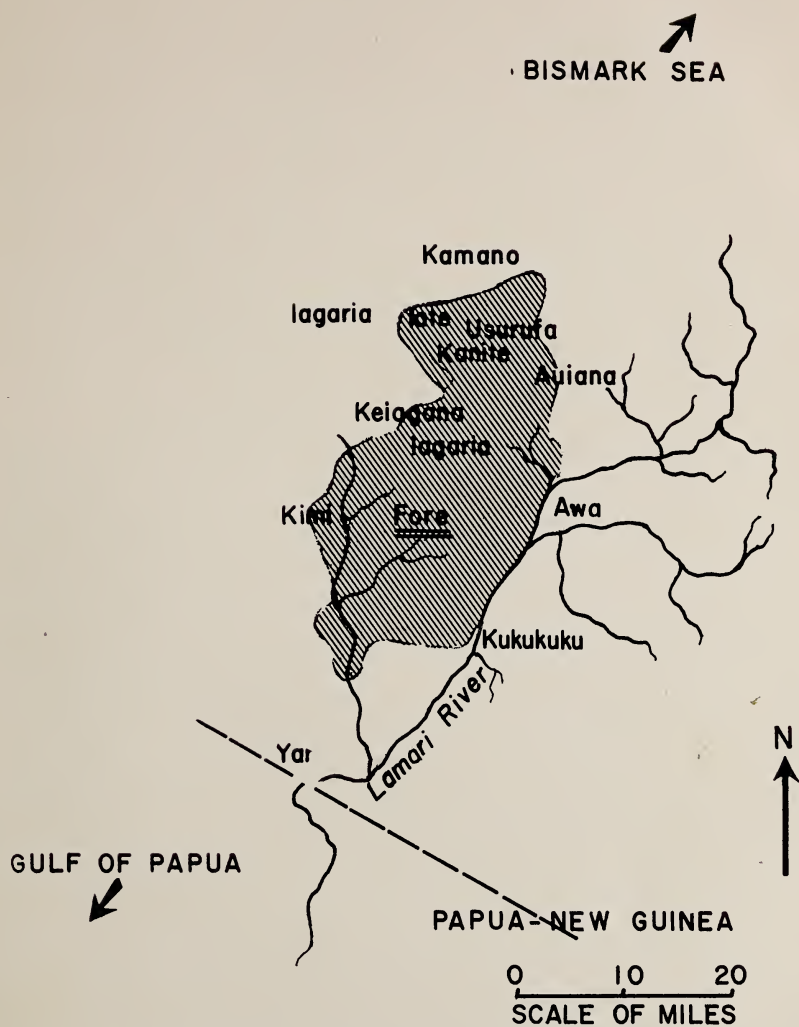 BISMARK SEA
Kamano
Iagaria
Iate
Usurufa
Kanite
Auiana
Keiagana
Iagaria
Kimi
Fore
Awa
Kukukuku
Lamari River
Yar
N
GULF OF PAPUA
PAPUA-NEW GUINEA
0 10 20
SCALE OF MILES